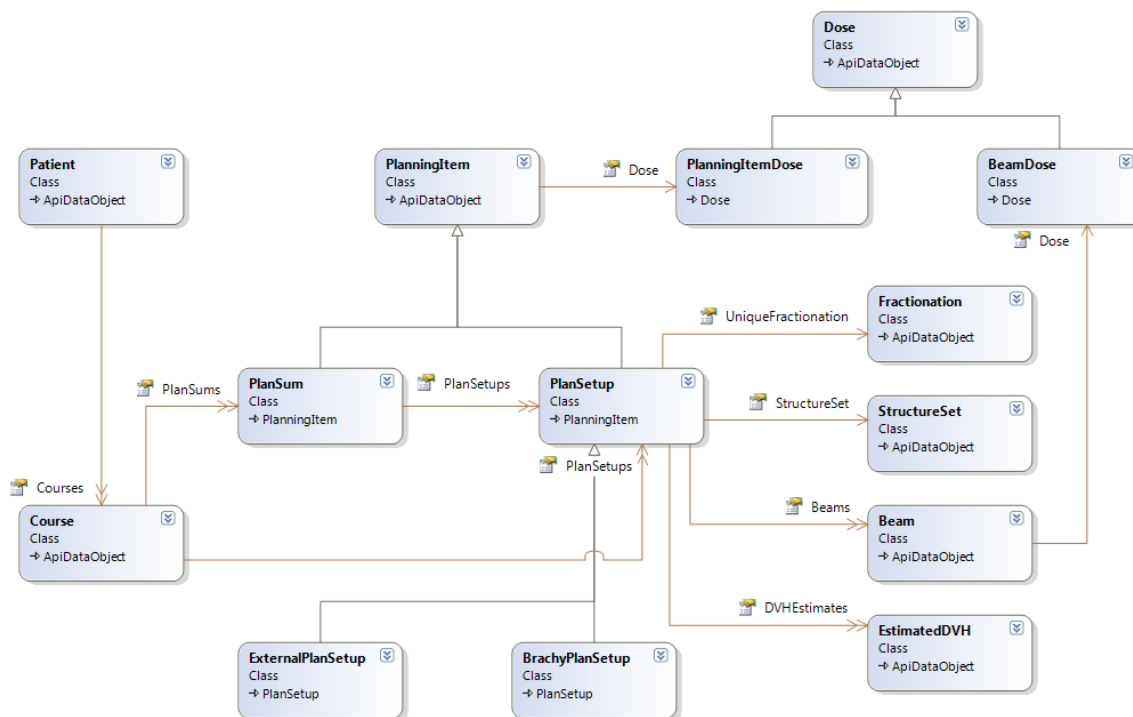 Dose
Class
→ ApiDataObject
Patient
Class
→ ApiDataObject
PlanningItem
Class
→ ApiDataObject
Dose
PlanningItemDose
Class
→ Dose
BeamDose
Class
→ Dose
Dose
UniqueFractionation
Fractionation
Class
→ ApiDataObject
PlanSums
PlanSum
Class
→ PlanningItem
PlanSetups
PlanSetup
Class
→ PlanningItem
StructureSet
StructureSet
Class
→ ApiDataObject
PlanSetups
Courses
Course
Class
→ ApiDataObject
Beams
Beam
Class
→ ApiDataObject
DVHEstimates
EstimatedDVH
Class
→ ApiDataObject
ExternalPlanSetup
Class
→ PlanSetup
BrachyPlanSetup
Class
→ PlanSetup